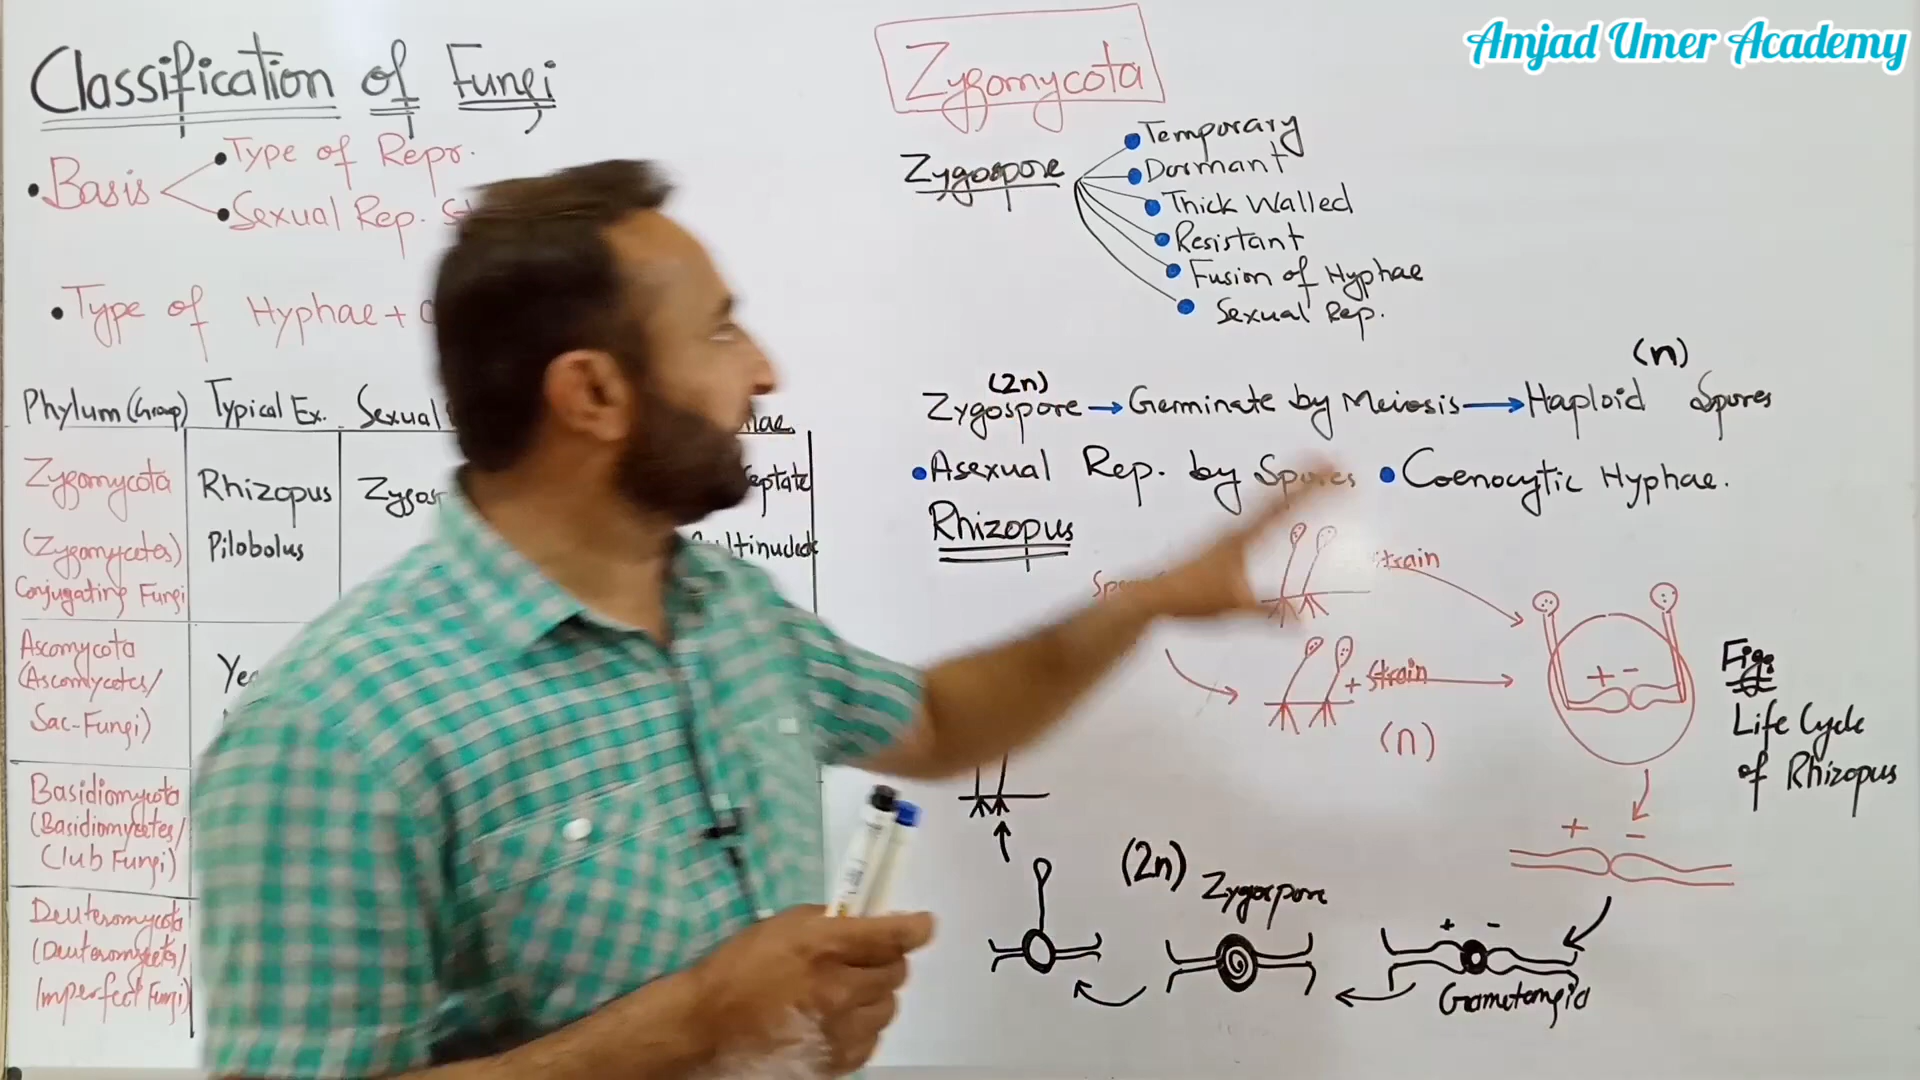 Amjad Umer Academy
Classification of Fungi
• Basis
• Type of Repr.
• Sexual Rep.
• Type of Hyphae +
Phylum (Group) Typical Ex. Sexual
Zygomycota
(Zygomycetes)
Conjugating Fungi
Rhizopus
Pilobolus
Ascomycota
(Ascomycetes/
Sac-Fungi)
Basidiomycota
(Basidiomycetes/
Club Fungi)
Deuteromycota
(Deuteromycetes/
Imperfect Fungi)
Zygomycota
Zygospore
• Temporary
• Dormant
• Thick Walled
• Resistant
• Fusion of Hyphae
• Sexual Rep.
(2n) (n)
Zygospore → Germinate by Meiosis → Haploid Spores
• Asexual Rep. by Spores • Coenocytic Hyphae.
Rhizopus
strain
+ strain
(n)
+ -
Fig:
Life Cycle
of Rhizopus
+ -
(2n) Zygospore
+ -
Gametangia